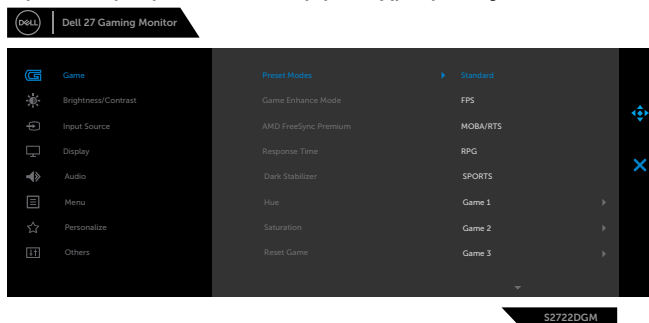 DELL
Dell 27 Gaming Monitor
Game Preset Modes Standard
Brightness/Contrast Game Enhance Mode FPS
Input Source AMD FreeSync Premium MOBA/RTS
Display Response Time RPG
Audio Dark Stabilizer SPORTS
Menu Hue Game 1
Personalize Saturation Game 2
Others Reset Game Game 3
S2722DGM